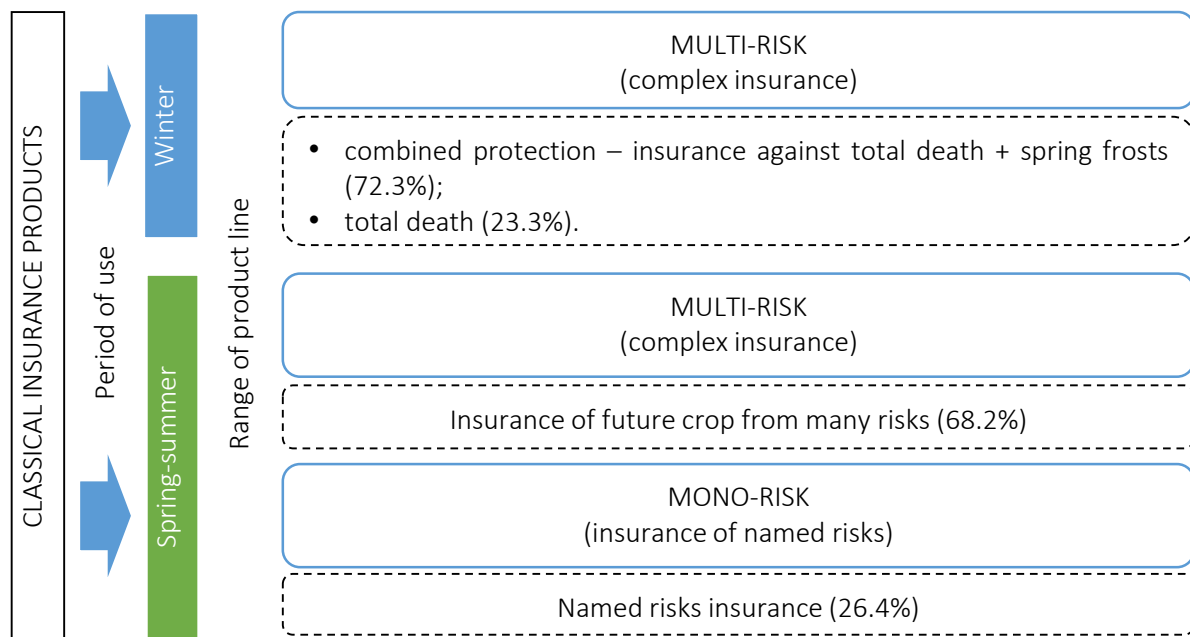 CLASSICAL INSURANCE PRODUCTS
Period of use
Winter
Spring-summer
Range of product line
MULTI-RISK
(complex insurance)
• combined protection – insurance against total death + spring frosts
(72.3%);
• total death (23.3%).
MULTI-RISK
(complex insurance)
Insurance of future crop from many risks (68.2%)
MONO-RISK
(insurance of named risks)
Named risks insurance (26.4%)